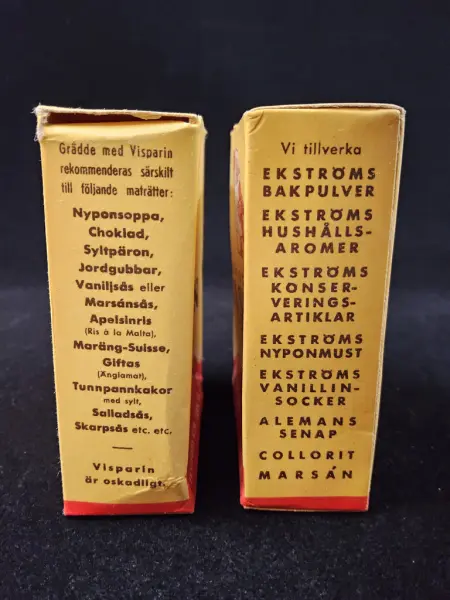 Grädde med Visparin
rekommenderas särskilt
till följande maträtter:
Nyponsoppa,
Choklad,
Syltpäron,
Jordgubbar,
Vaniljsås eller
Marsánsås,
Apelsinris
(Ris à la Malta),
Maräng-Suisse,
Giftas
(Änglamat),
Tunnpannkakor
med sylt,
Salladsås,
Skarpsås etc. etc.
Visparin
är oskadligt.
Vi tillverka
EKSTRÖMS
BAKPULVER
EKSTRÖMS
HUSHÅLLS-
AROMER
EKSTRÖMS
KONSER-
VERINGS-
ARTIKLAR
EKSTRÖMS
NYPONMUST
EKSTRÖMS
VANILLIN-
SOCKER
ALEMANS
SENAP
COLLORIT
MARSÁN